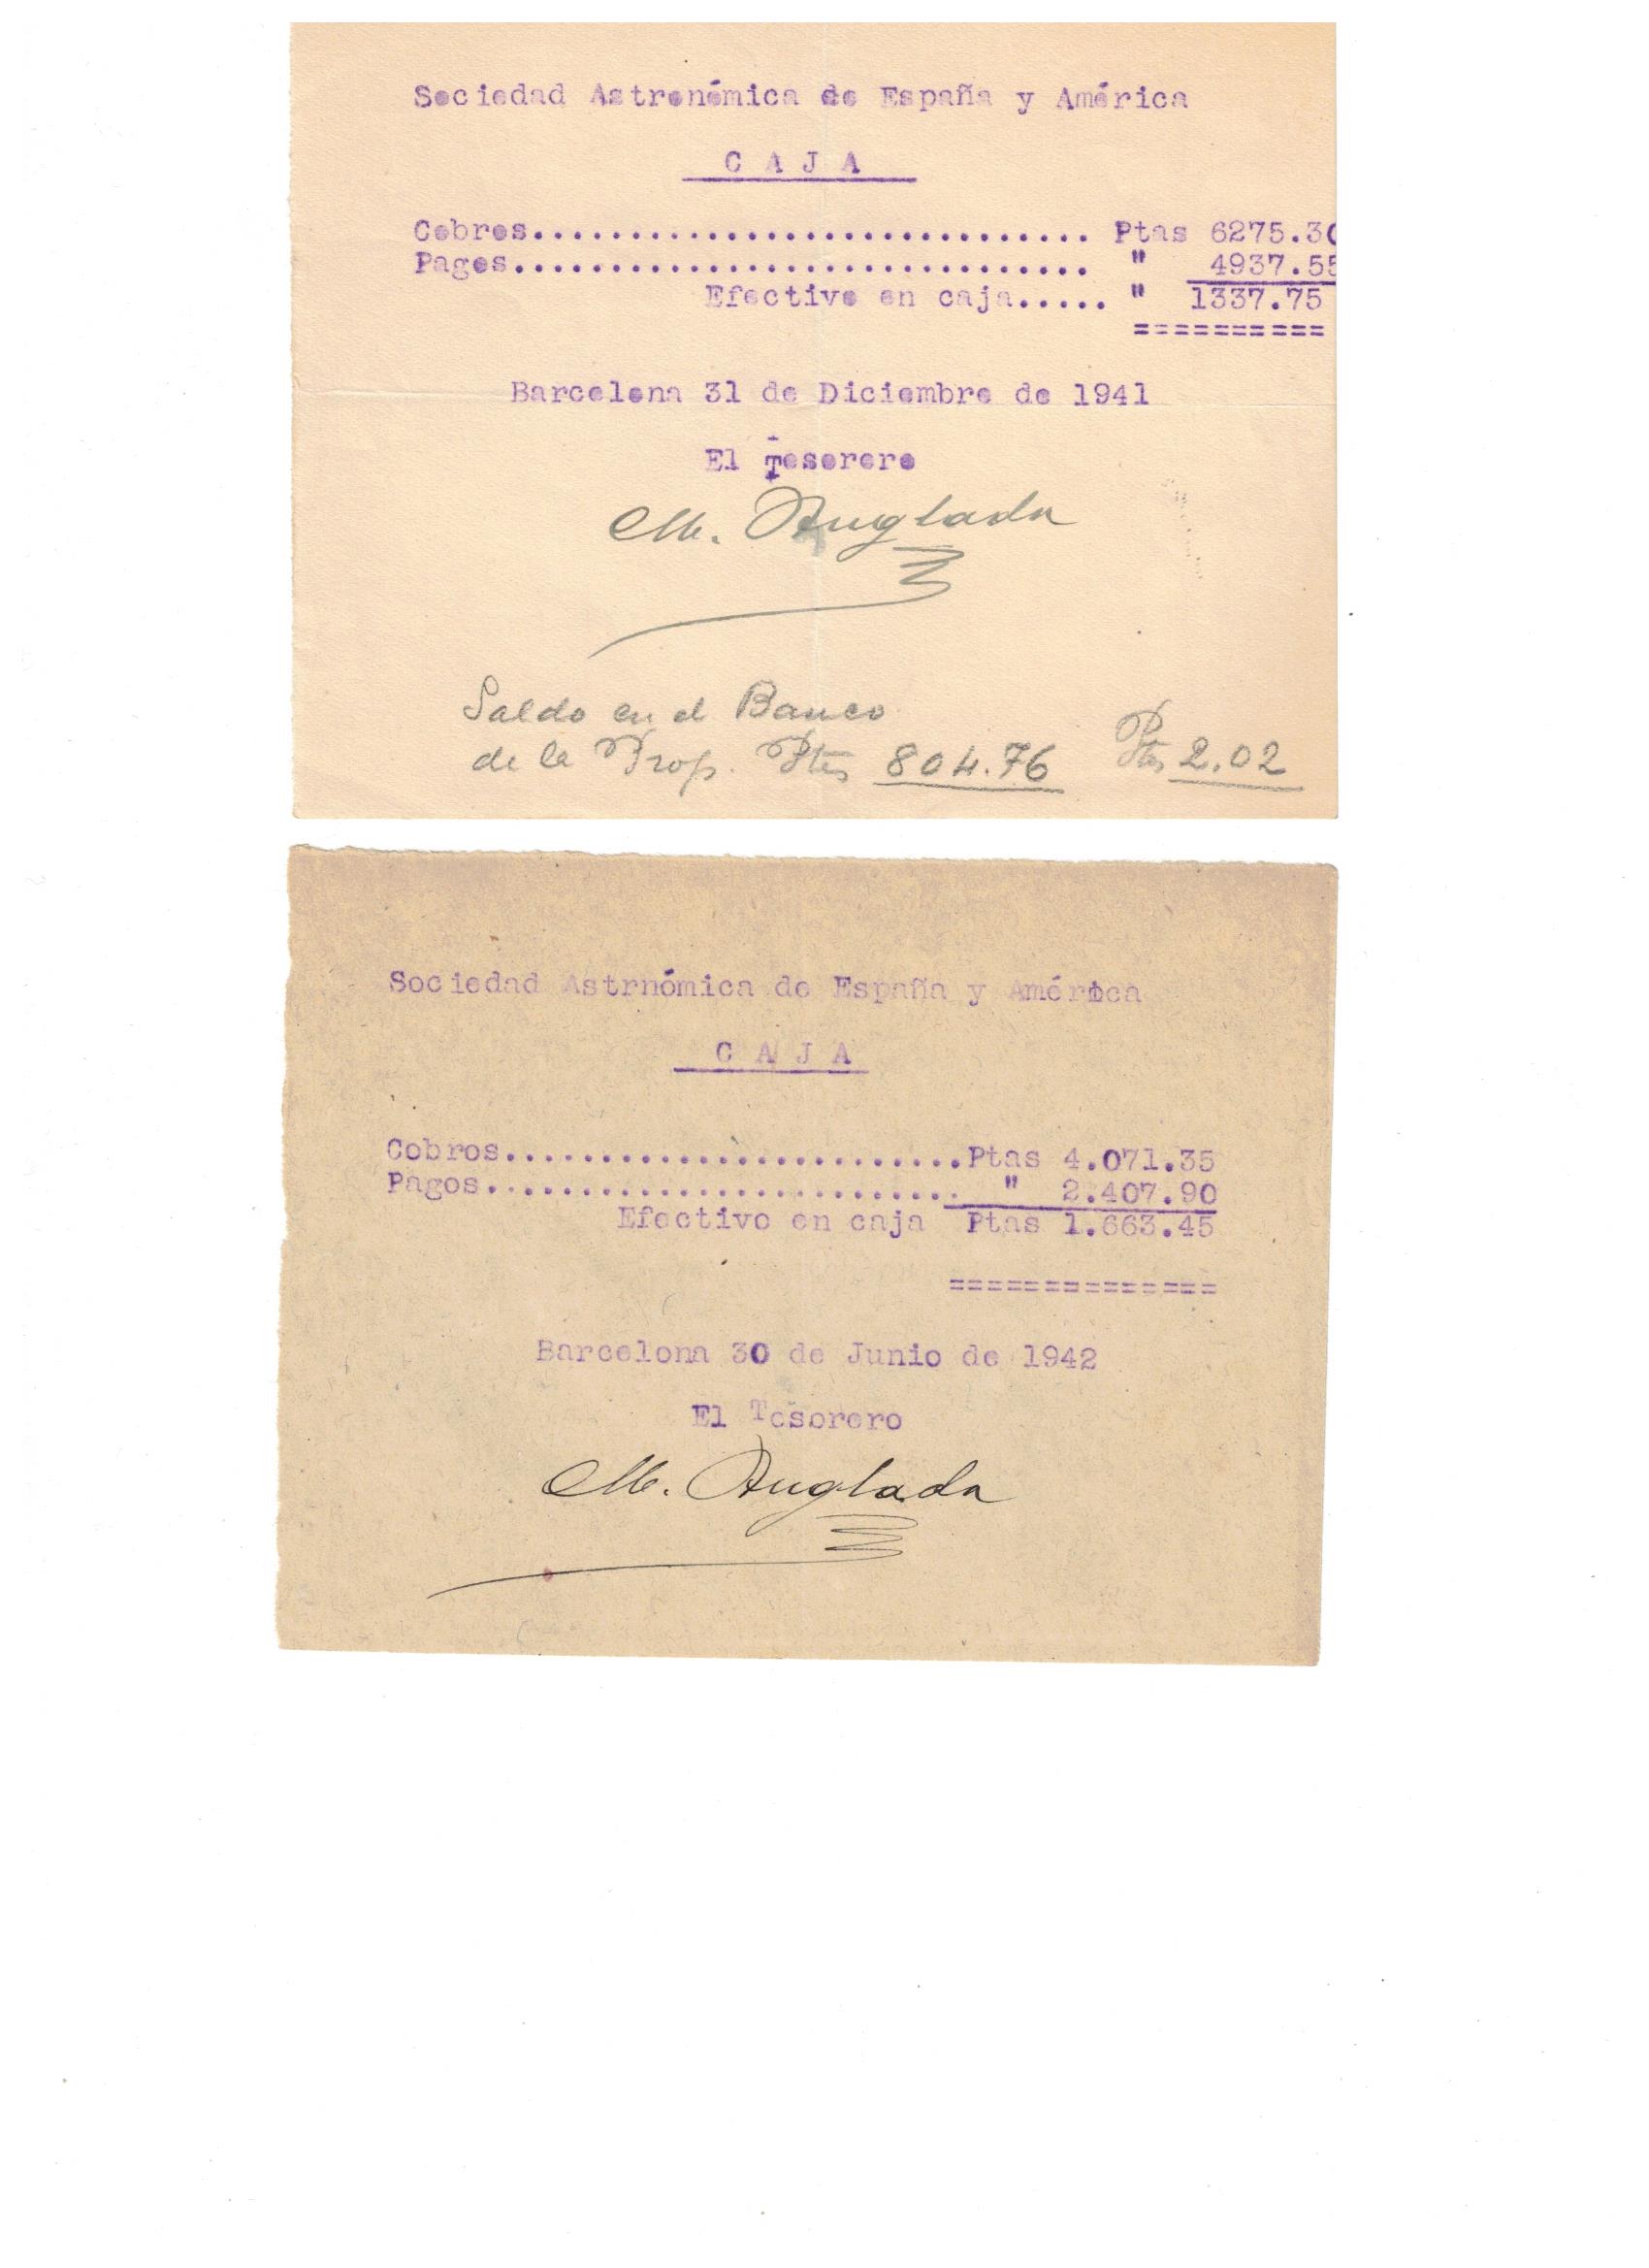 Sociedad Astronómica de España y América
C A J A
Cobros............................. Ptas 6275.30
Pagos.............................. " 4937.55
Efectivo en caja..... " 1337.75
==========
Barcelona 31 de Diciembre de 1941
El Tesorero
M. Anglada
Saldo en el Banco
de la Prop. Ptas 804.76 Ptas 2.02
Sociedad Astrnómica de España y América
C A J A
Cobros........................Ptas 4.071.35
Pagos......................... " 2.407.90
Efectivo en caja Ptas 1.663.45
==============
Barcelona 30 de Junio de 1942
El Tesorero
M. Anglada